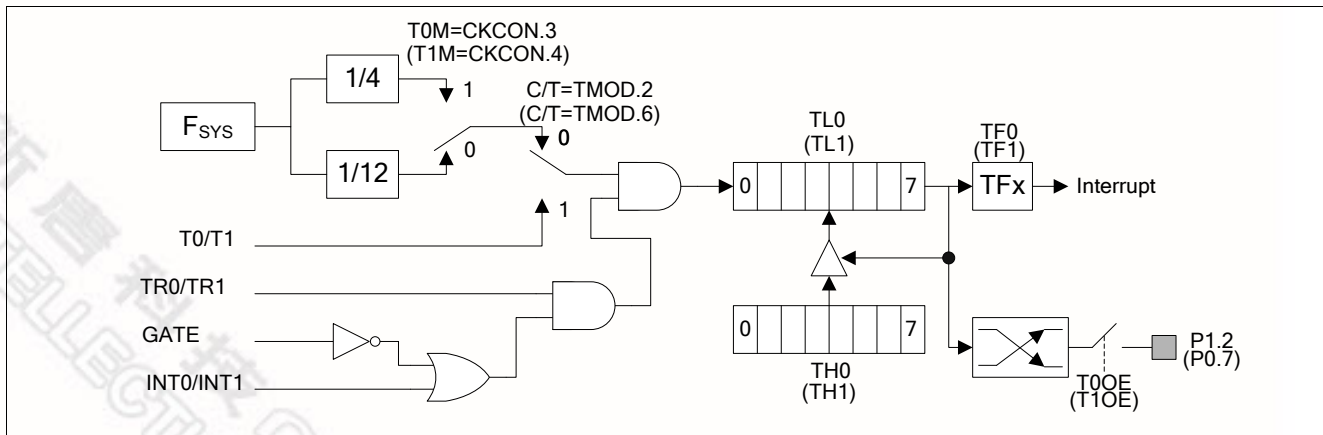 T0M=CKCON.3
(T1M=CKCON.4)
1/4
1
C/T=TMOD.2
(C/T=TMOD.6)
0
FSYS
0
1/12
1
T0/T1
TR0/TR1
GATE
INT0/INT1
TL0
(TL1)
0
7
TF0
(TF1)
TFx
Interrupt
0
7
TH0
(TH1)
P1.2
(P0.7)
T0OE
(T1OE)